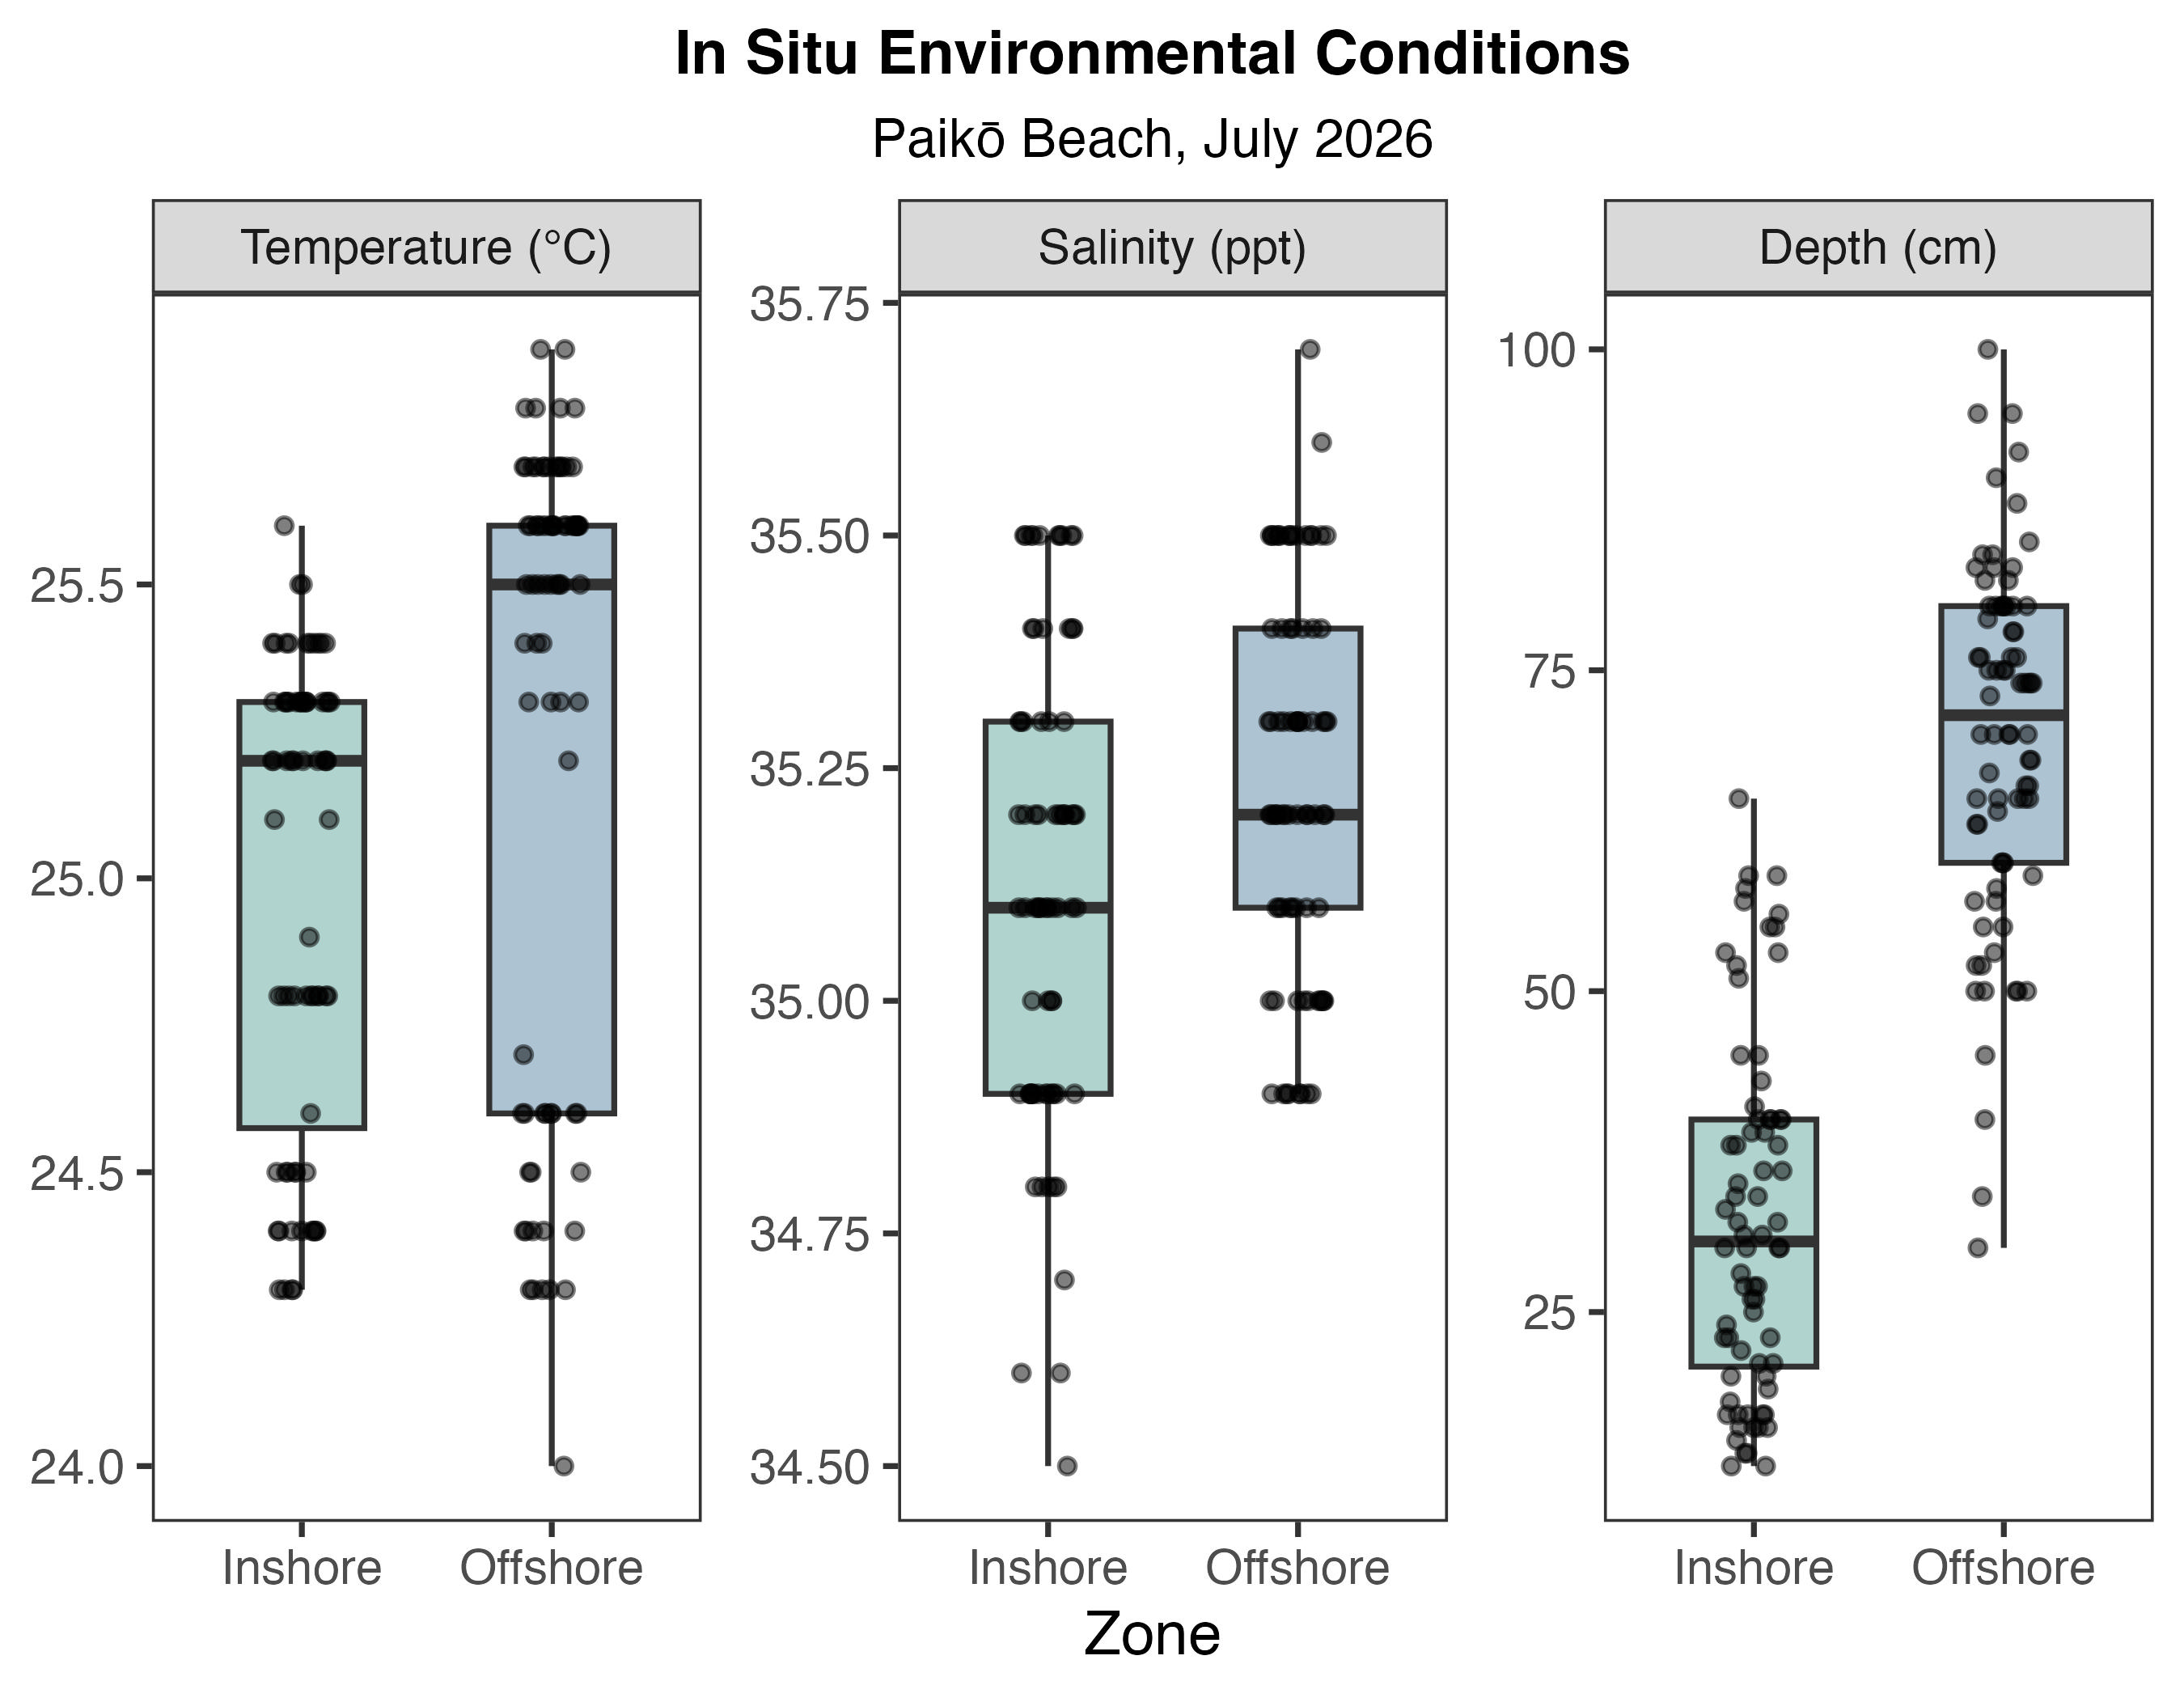 In Situ Environmental Conditions
Paikō Beach, July 2026
Temperature (°C)
25.5
25.0
24.5
24.0
Inshore Offshore
Salinity (ppt)
35.75
35.50
35.25
35.00
34.75
34.50
Inshore Offshore
Depth (cm)
100
75
50
25
Inshore Offshore
Zone